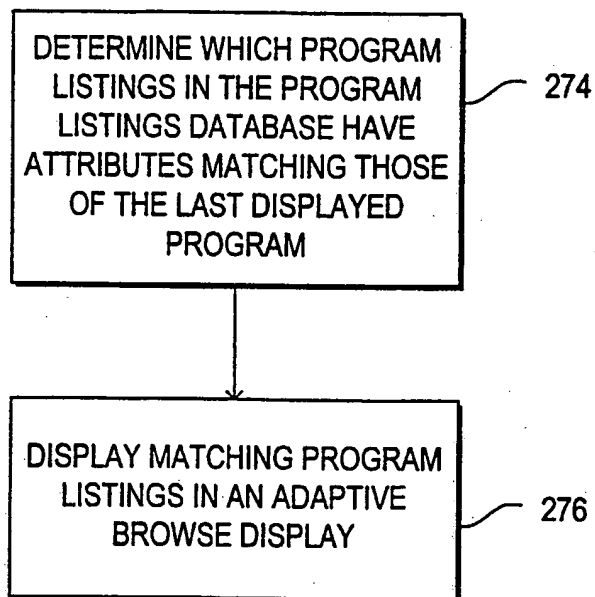 DETERMINE WHICH PROGRAM
LISTINGS IN THE PROGRAM
LISTINGS DATABASE HAVE
ATTRIBUTES MATCHING THOSE
OF THE LAST DISPLAYED
PROGRAM
274
DISPLAY MATCHING PROGRAM
LISTINGS IN AN ADAPTIVE
BROWSE DISPLAY
276